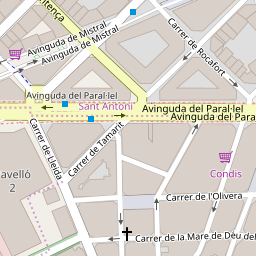 Avinguda de Mistral
Avinguda de Mistral
Carrer de Rocafort
Avinguda del Paral·lel
Sant Antoni
Avinguda del Paral·lel
Avinguda del Para
Carrer de Lleida
Carrer de Tamarit
Condis
2
Carrer de l'Olivera
Carrer de la Mare de Déu de